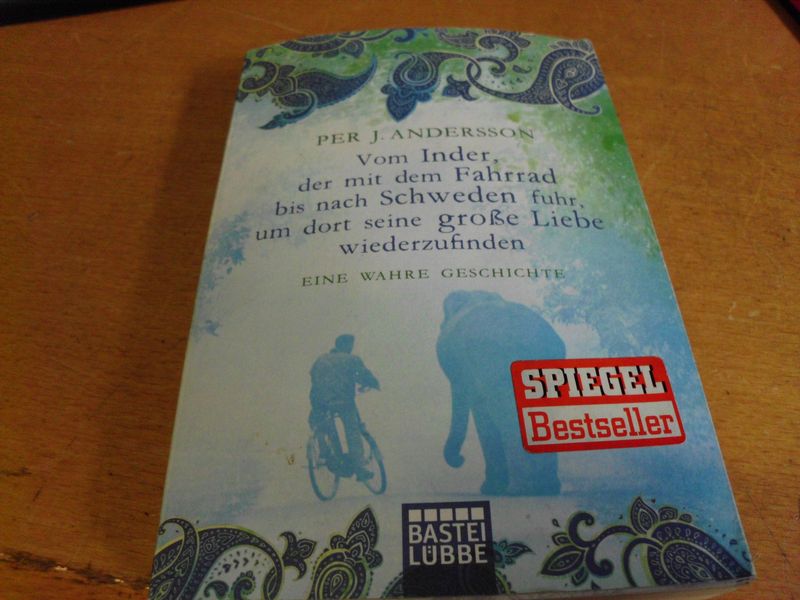 PER J. ANDERSSON
Vom Inder,
der mit dem Fahrrad
bis nach Schweden fuhr,
um dort seine große Liebe
wiederzufinden
EINE WAHRE GESCHICHTE
SPIEGEL
Bestseller
BASTEI
LÜBBE